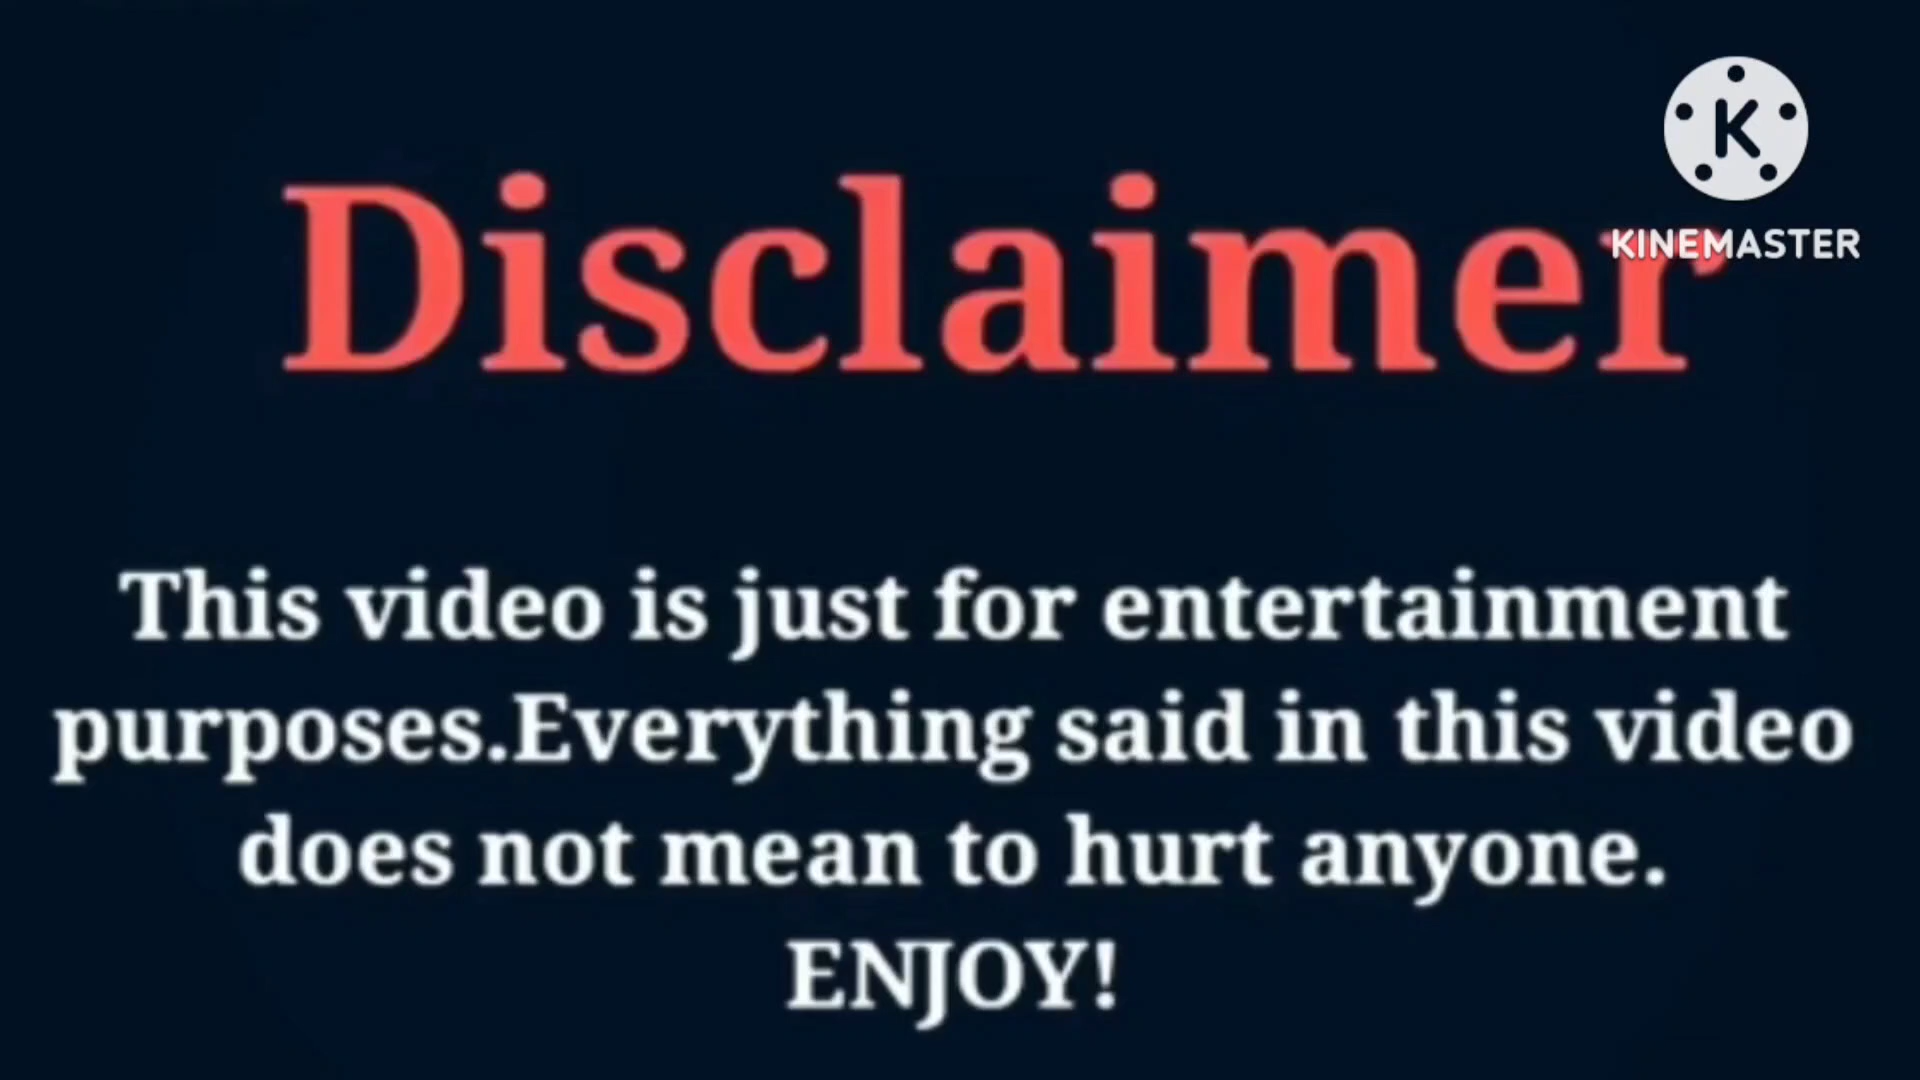 K
KINEMASTER
Disclaimer
This video is just for entertainment
purposes.Everything said in this video
does not mean to hurt anyone.
ENJOY!